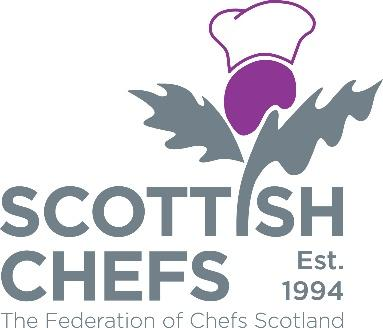 SCOTTISH
CHEFS
Est.
1994
The Federation of Chefs Scotland